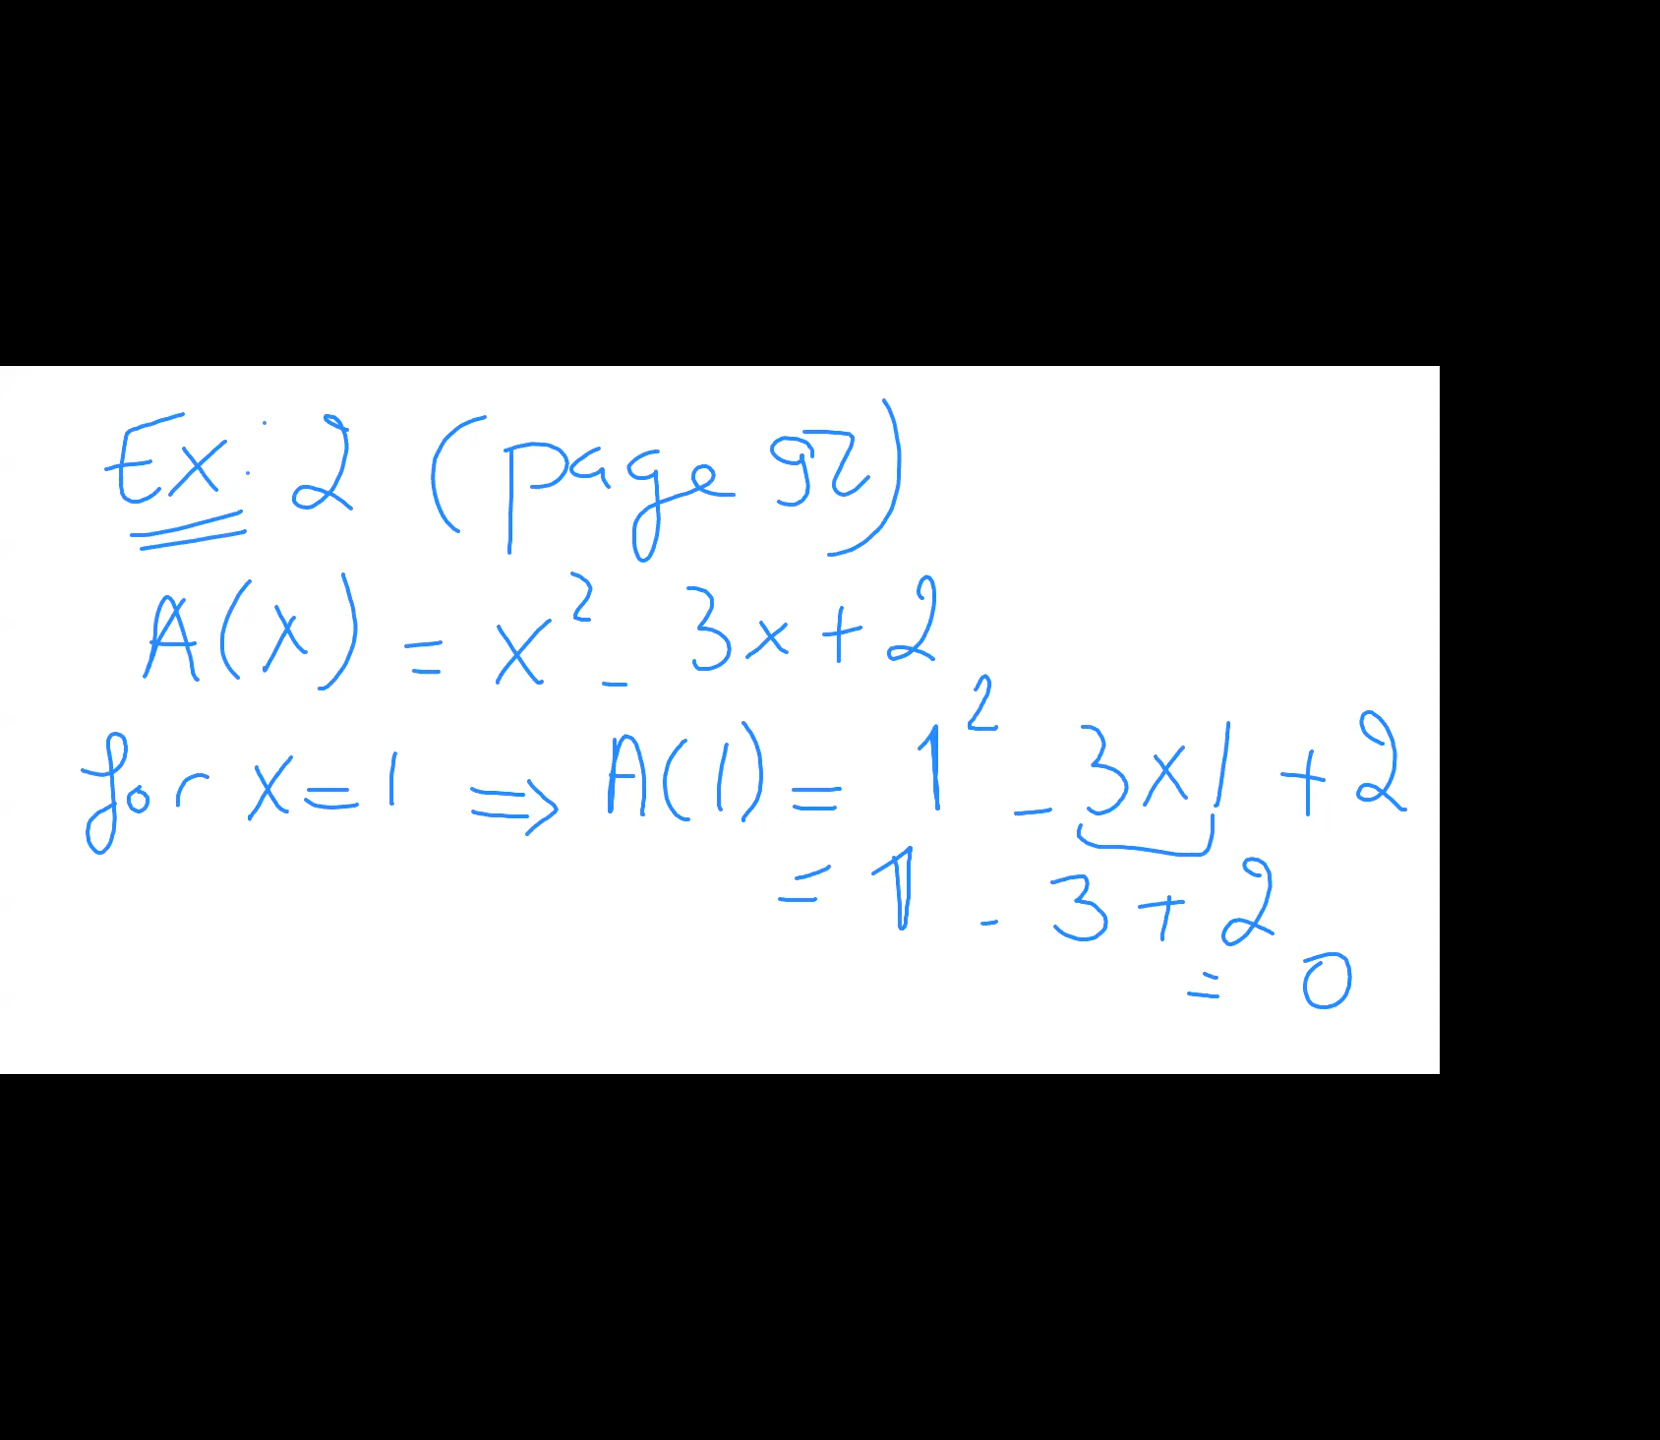 Ex: 2 (page 92)
A(x) = x² - 3x + 2
for x = 1 ⇒ A(1) = 1² - 3x1 + 2
= 1 - 3 + 2
= 0